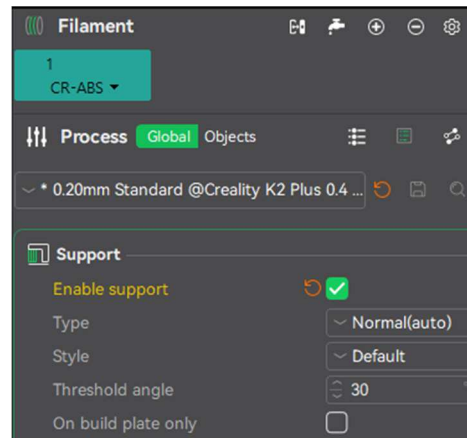 Filament
1
CR-ABS
Process Global Objects
* 0.20mm Standard @Creality K2 Plus 0.4 ...
Support
Enable support
Type Normal(auto)
Style Default
Threshold angle 30 °
On build plate only